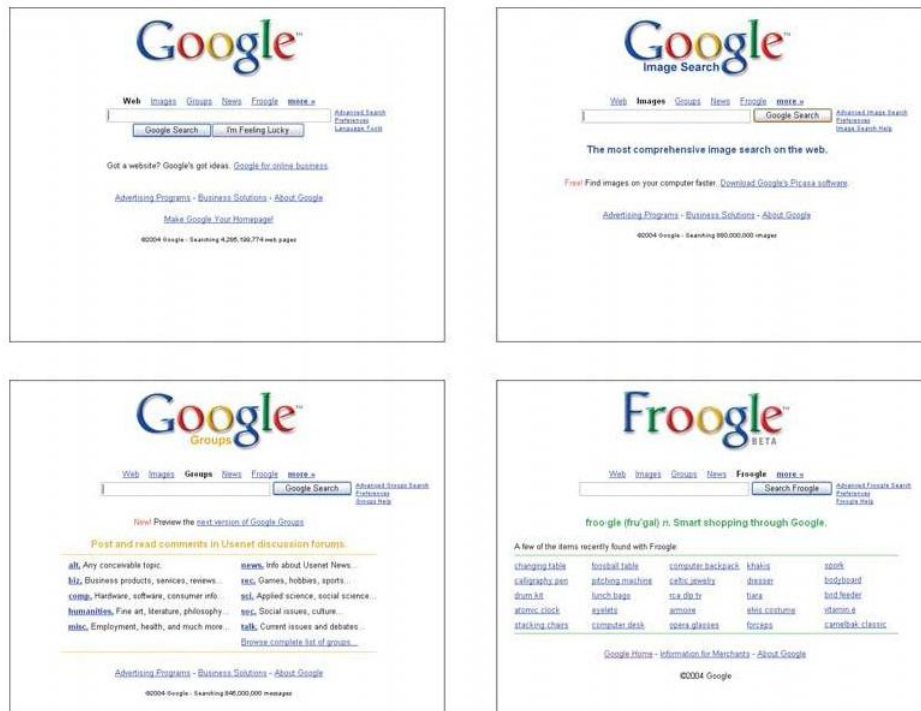 Google™
Web Images Groups News Froogle more »
Advanced Search
Preferences
Language Tools
Google Search I'm Feeling Lucky
Got a website? Google's got ideas. Google for online business.
Advertising Programs - Business Solutions - About Google
Make Google Your Homepage!
©2004 Google - Searching 4,285,199,774 web pages
Google™
Image Search
Web Images Groups News Froogle more »
Google Search
Advanced Image Search
Preferences
Image Search Help
The most comprehensive image search on the web.
Free! Find images on your computer faster. Download Google's Picasa software.
Advertising Programs - Business Solutions - About Google
©2004 Google - Searching 880,000,000 images
Google™
Groups
Web Images Groups News Froogle more »
Google Search
Advanced Groups Search
Preferences
Groups Help
New! Preview the next version of Google Groups
Post and read comments in Usenet discussion forums.
alt. Any conceivable topic.
news. Info about Usenet News...
biz. Business products, services, reviews...
rec. Games, hobbies, sports...
comp. Hardware, software, consumer info...
sci. Applied science, social science...
humanities. Fine art, literature, philosophy...
soc. Social issues, culture...
misc. Employment, health, and much more...
talk. Current issues and debates...
Browse complete list of groups...
Advertising Programs - Business Solutions - About Google
©2004 Google - Searching 845,000,000 messages
Froogle™
BETA
Web Images Groups News Froogle more »
Search Froogle
Advanced Froogle Search
Preferences
Froogle Help
froo·gle (fru'gal) n. Smart shopping through Google.
A few of the items recently found with Froogle:
changing table foosball table computer backpack khakis spork
calligraphy pen pitching machine celtic jewelry dresser bodyboard
drum kit lunch bags rca dlp tv tiara bird feeder
atomic clock eyelets armoire elvis costume vitamin e
stacking chairs computer desk opera glasses forceps camelbak classic
Google Home - Information for Merchants - About Google
©2004 Google